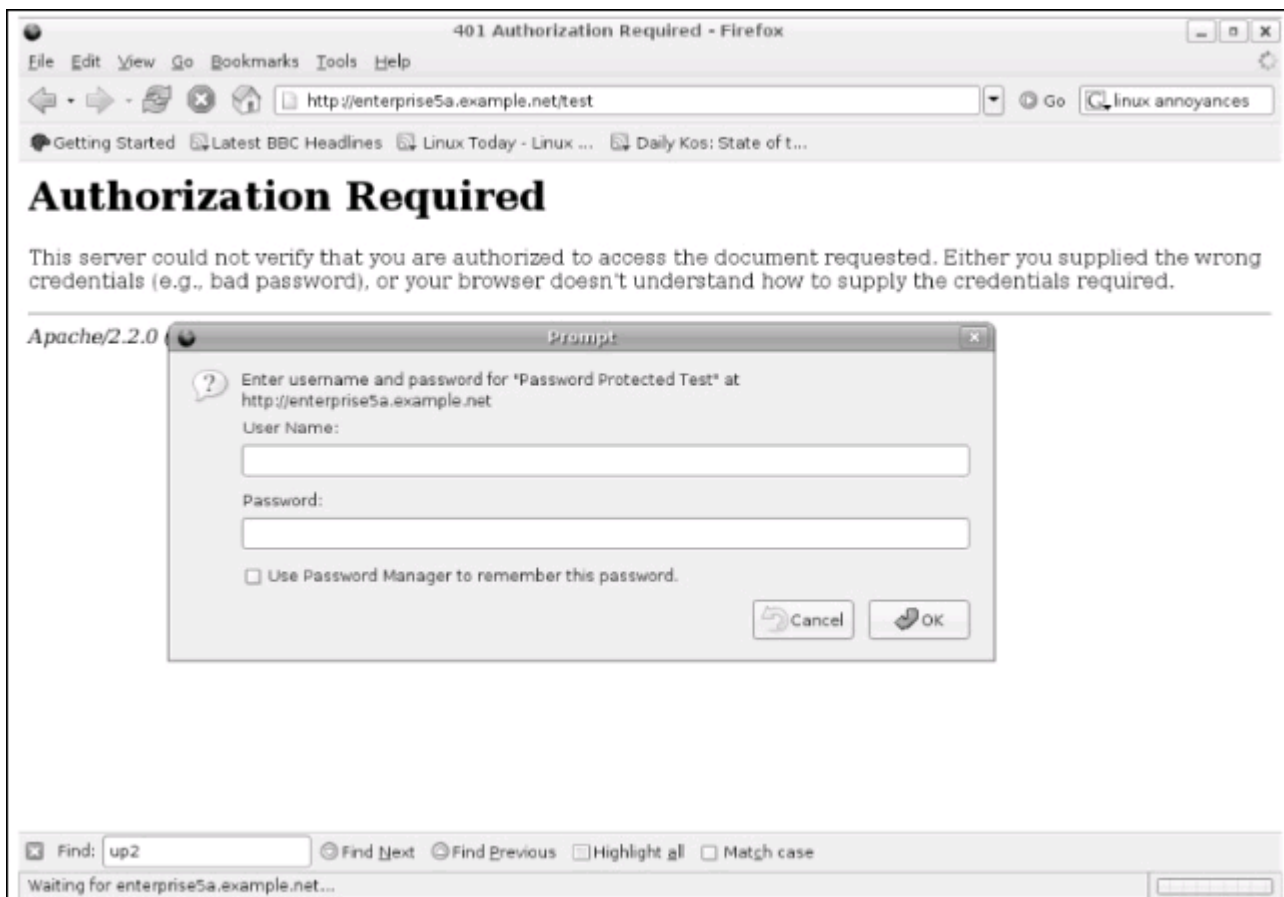 401 Authorization Required - Firefox
File Edit View Go Bookmarks Tools Help
http://enterprise5a.example.net/test
Go
linux annoyances
Getting Started Latest BBC Headlines Linux Today - Linux ... Daily Kos: State of t...
Authorization Required
This server could not verify that you are authorized to access the document requested. Either you supplied the wrong
credentials (e.g., bad password), or your browser doesn't understand how to supply the credentials required.
Apache/2.2.0 (
Prompt
Enter username and password for "Password Protected Test" at
http://enterprise5a.example.net
User Name:
Password:
Use Password Manager to remember this password.
Cancel OK
Find: up2 Find Next Find Previous Highlight all Match case
Waiting for enterprise5a.example.net...